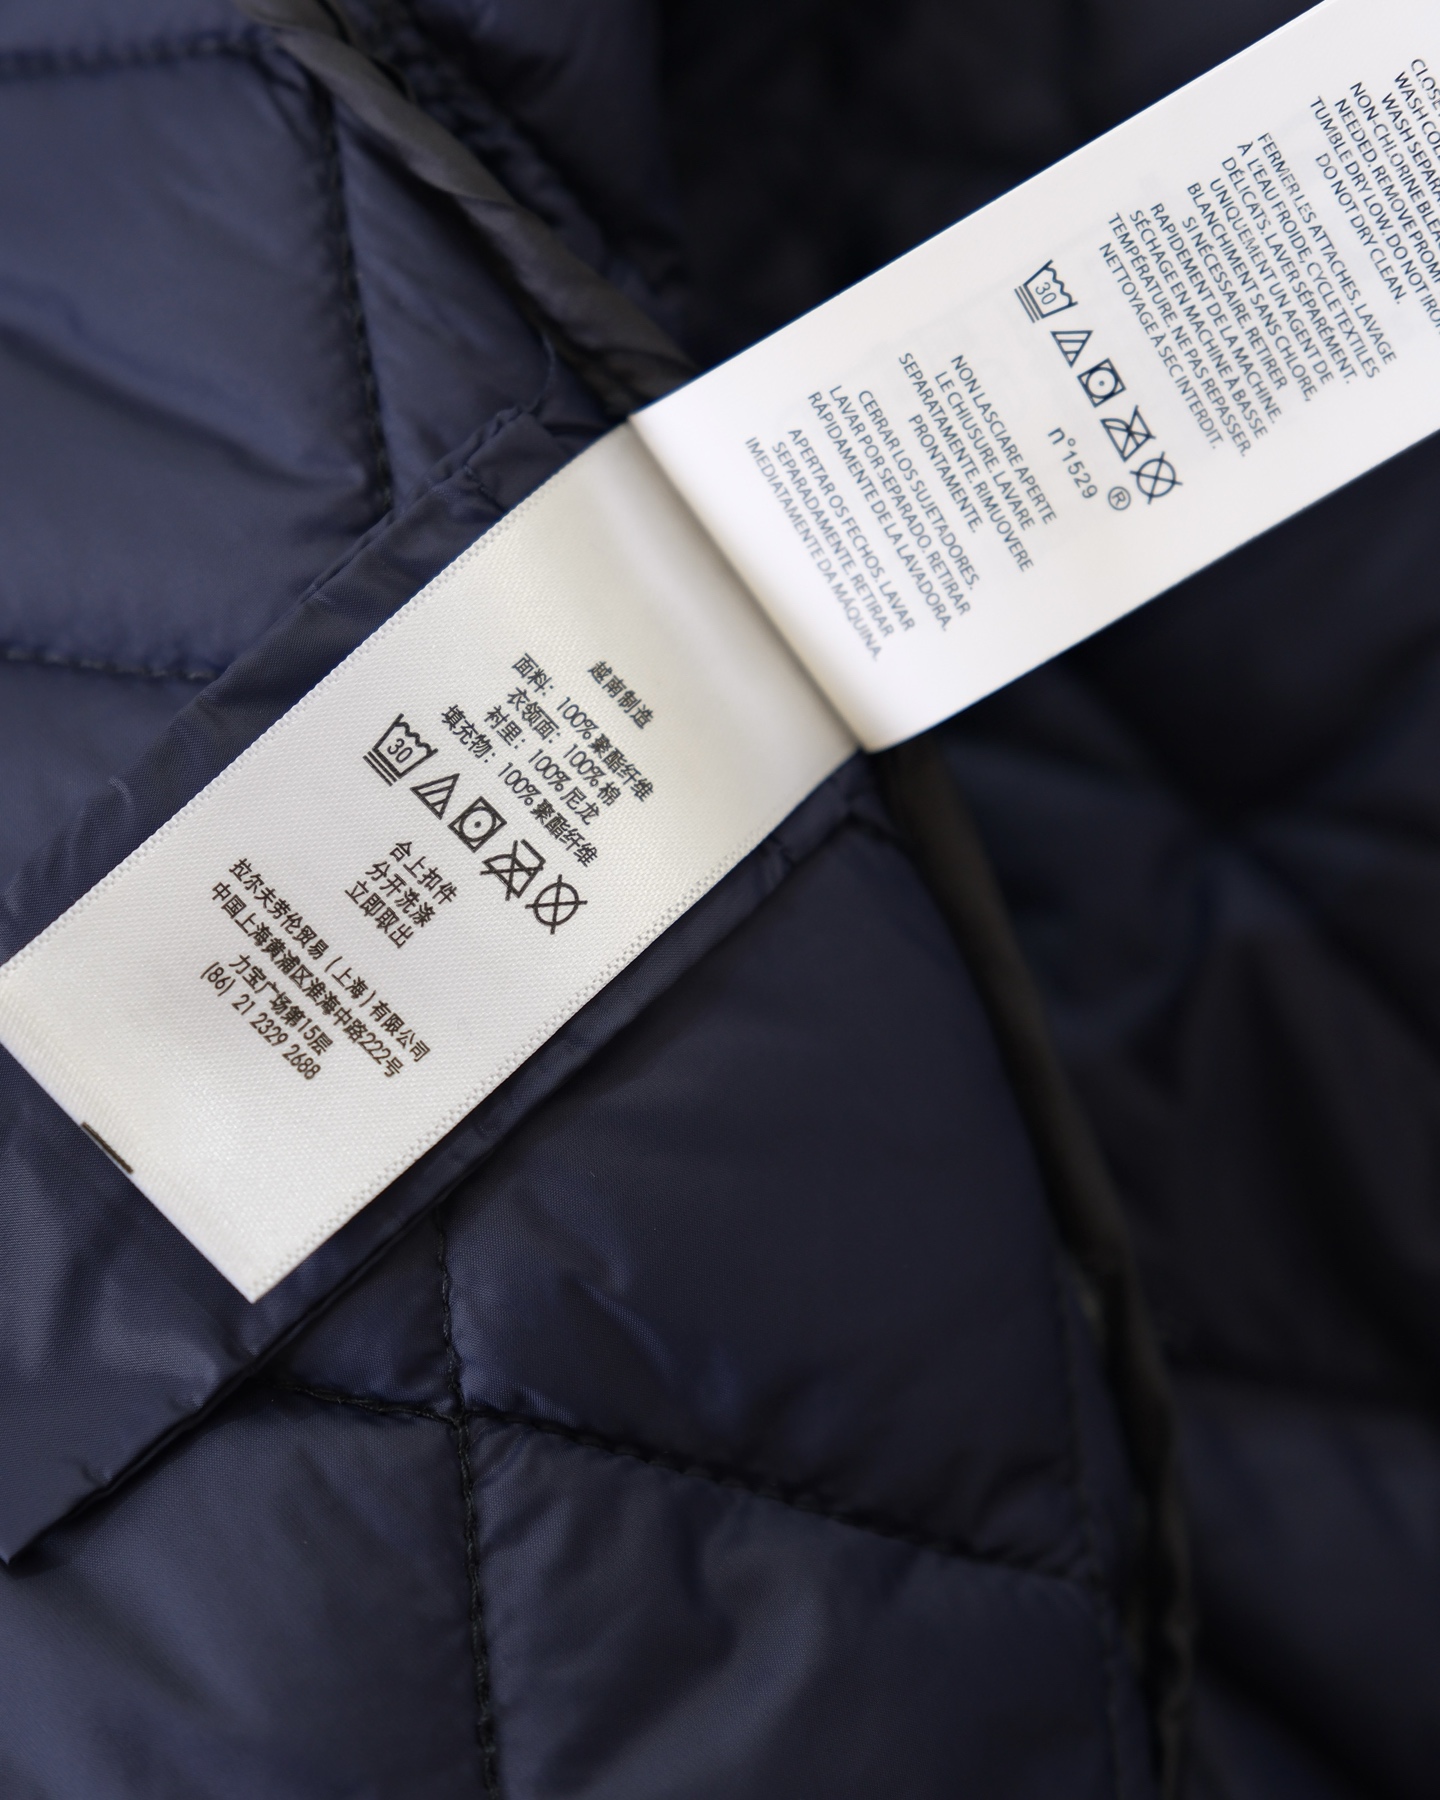 CLOSE
WASH COL
WASH SEPARA
NON-CHLORINE BLEA
NEEDED. REMOVE PROMP
TUMBLE DRY LOW. DO NOT IRON.
DO NOT DRY CLEAN.
FERMER LES ATTACHES. LAVAGE
À L'EAU FROIDE, CYCLE TEXTILES
DÉLICATS. LAVER SÉPARÉMENT.
UNIQUEMENT UN AGENT DE
BLANCHIMENT SANS CHLORE,
SI NÉCESSAIRE. RETIRER
RAPIDEMENT DE LA MACHINE.
SÉCHAGE EN MACHINE À BASSE
TEMPÉRATURE. NE PAS REPASSER.
NETTOYAGE À SEC INTERDIT.
30
n°1529 ®
NON LASCIARE APERTE
LE CHIUSURE. LAVARE
SEPARATAMENTE. RIMUOVERE
PRONTAMENTE.
CERRAR LOS SUJETADORES.
LAVAR POR SEPARADO. RETIRAR
RÁPIDAMENTE DE LA LAVADORA.
APERTAR OS FECHOS. LAVAR
SEPARADAMENTE. RETIRAR
IMEDIATAMENTE DA MÁQUINA.
越南制造
面料：100% 聚酯纤维
衣领面：100% 棉
衬里：100% 尼龙
填充物：100% 聚酯纤维
30
合上扣件
分开洗涤
立即取出
拉尔夫劳伦贸易（上海）有限公司
中国上海黄浦区淮海中路222号
力宝广场第15层
(86) 21 2329 2688